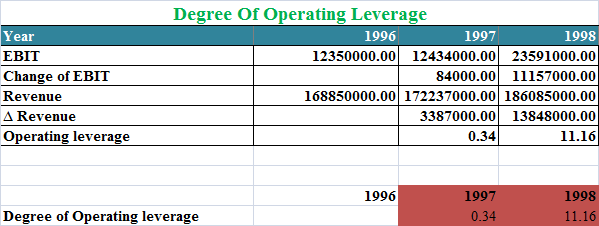 Degree Of Operating Leverage
Year 1996 1997 1998
EBIT 12350000.00 12434000.00 23591000.00
Change of EBIT 84000.00 11157000.00
Revenue 168850000.00 172237000.00 186085000.00
Δ Revenue 3387000.00 13848000.00
Operating leverage 0.34 11.16
1996 1997 1998
Degree of Operating leverage 0.34 11.16